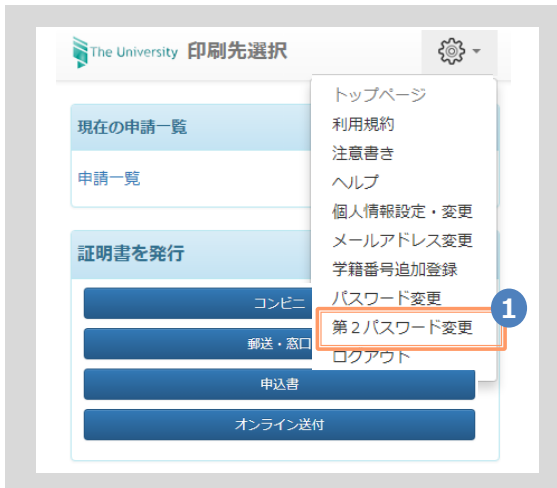 The University 印刷先選択
現在の申請一覧
申請一覧
証明書を発行
コンビニ
郵送・窓口
申込書
オンライン送付
トップページ
利用規約
注意書き
ヘルプ
個人情報設定・変更
メールアドレス変更
学籍番号追加登録
パスワード変更
第２パスワード変更
1
ログアウト